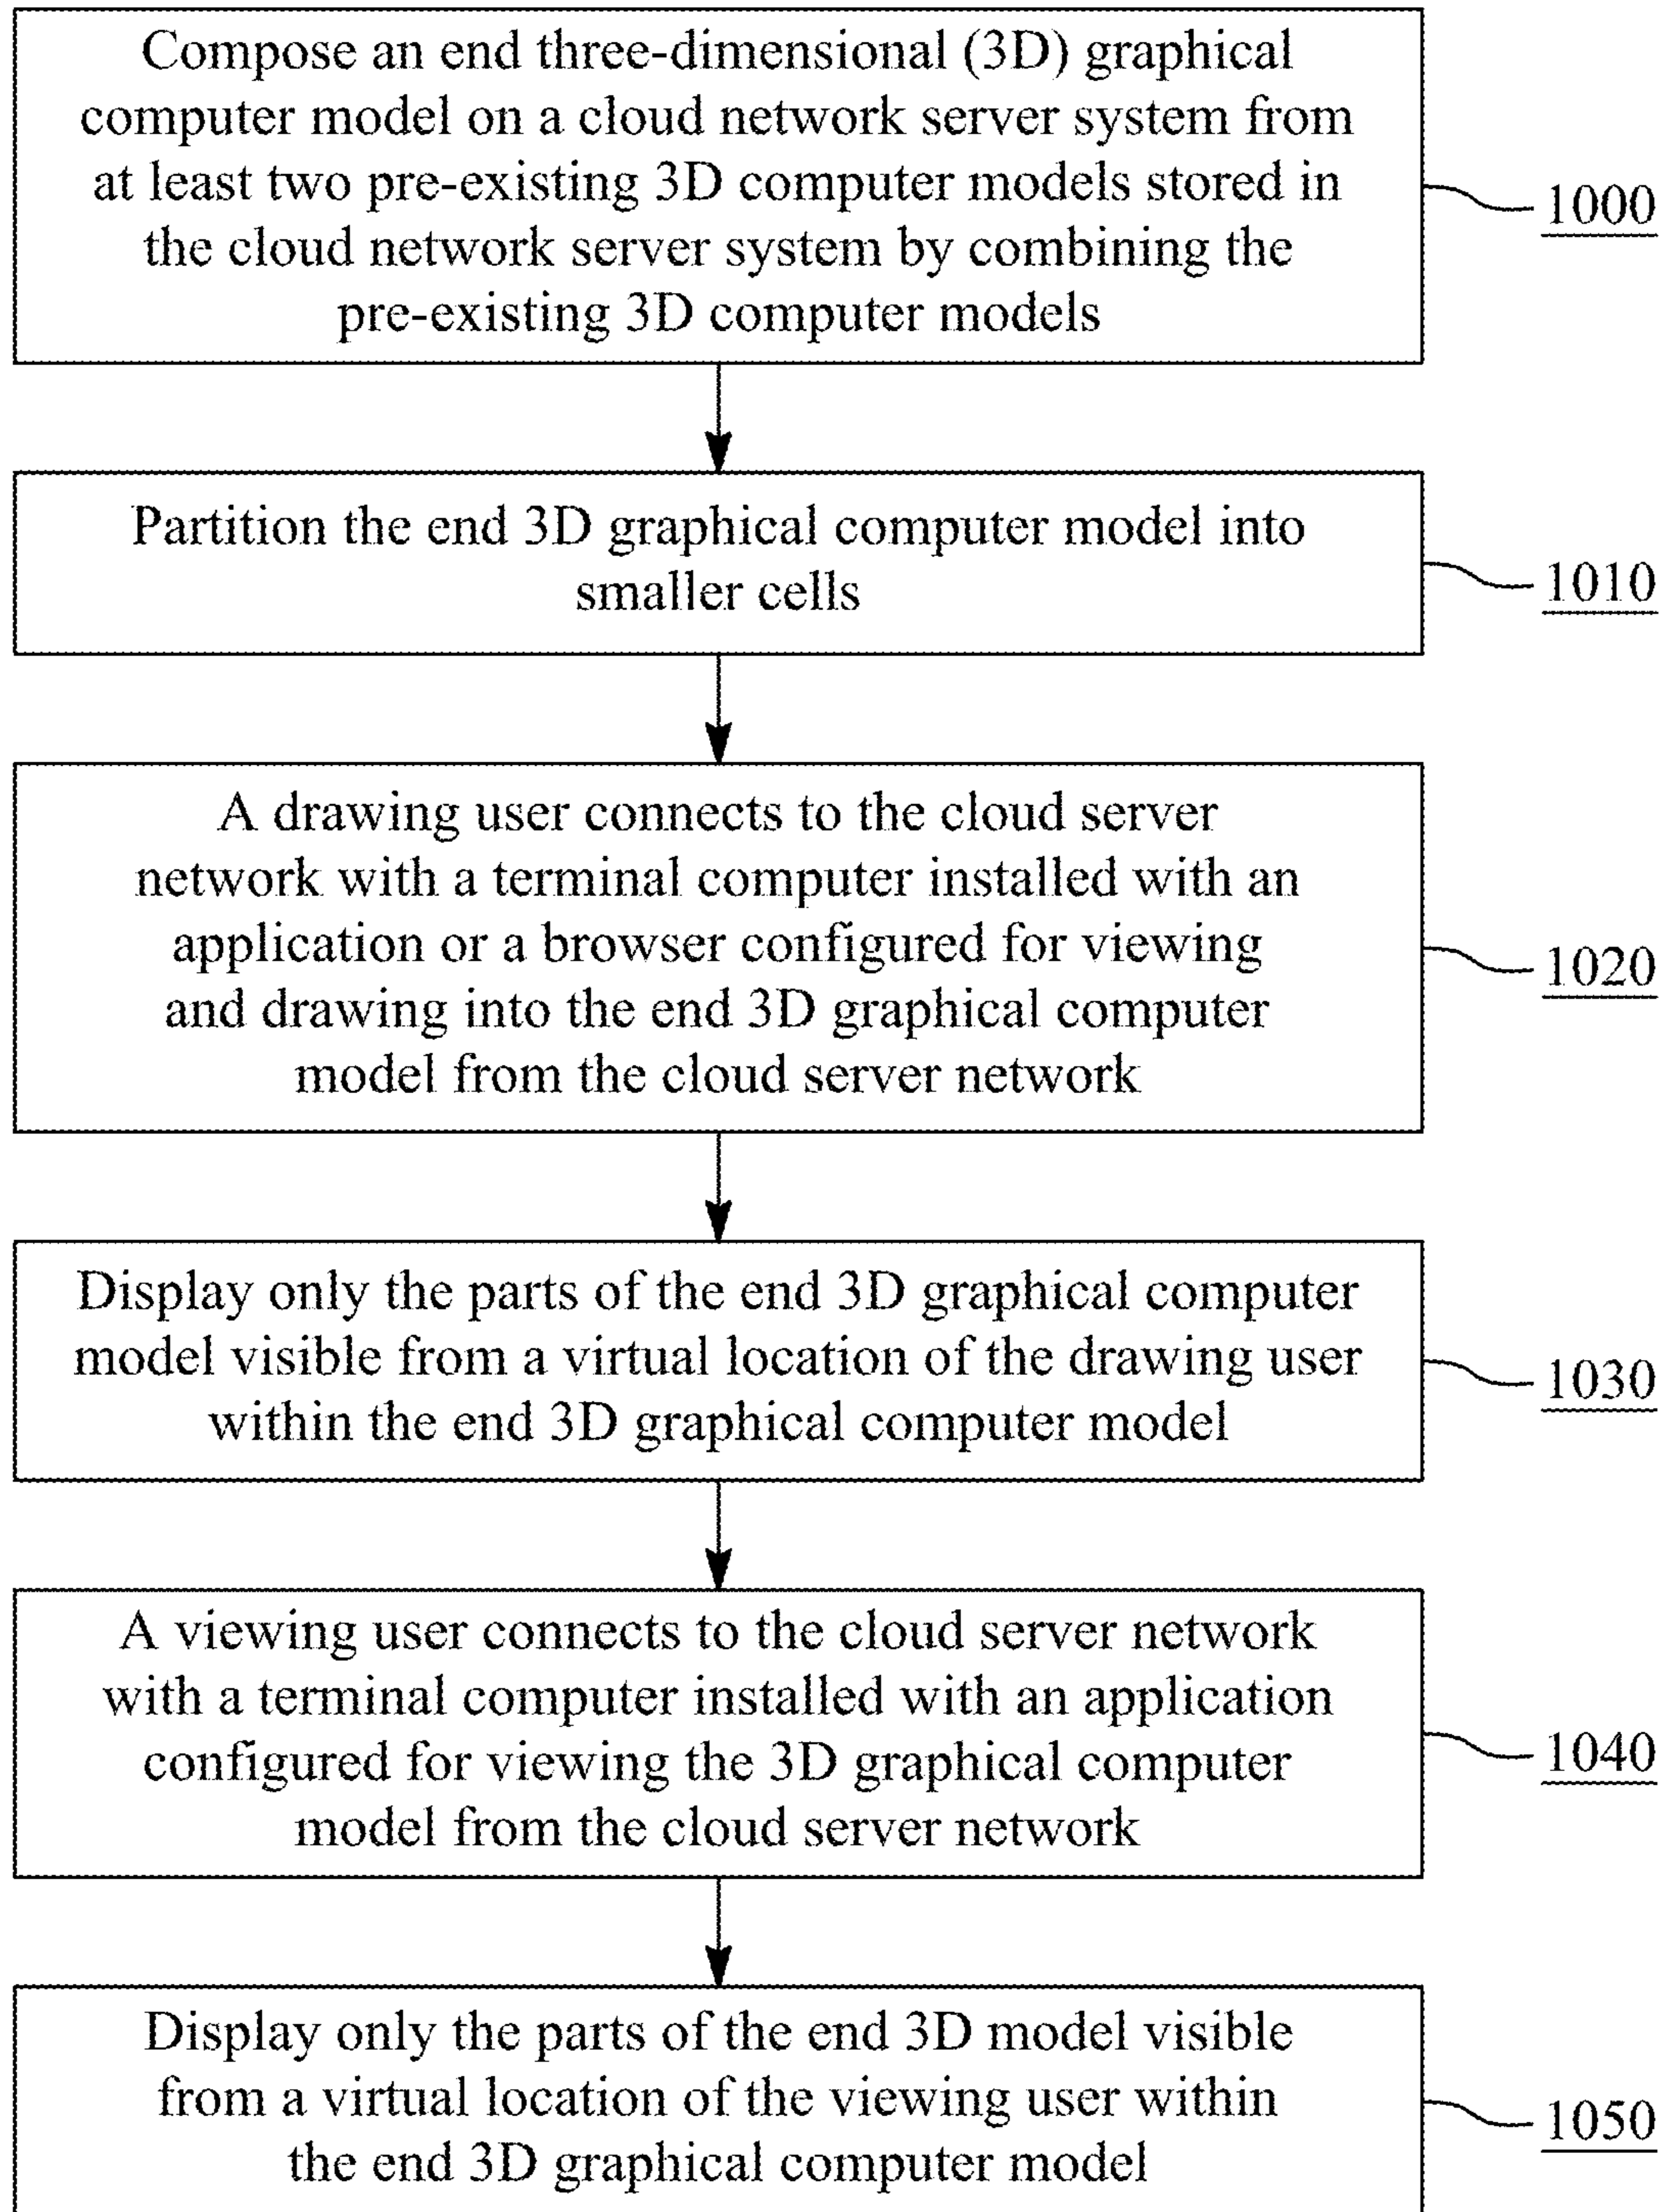 Compose an end three-dimensional (3D) graphical
computer model on a cloud network server system from
at least two pre-existing 3D computer models stored in
the cloud network server system by combining the
pre-existing 3D computer models
1000
Partition the end 3D graphical computer model into
smaller cells
1010
A drawing user connects to the cloud server
network with a terminal computer installed with an
application or a browser configured for viewing
and drawing into the end 3D graphical computer
model from the cloud server network
1020
Display only the parts of the end 3D graphical computer
model visible from a virtual location of the drawing user
within the end 3D graphical computer model
1030
A viewing user connects to the cloud server network
with a terminal computer installed with an application
configured for viewing the 3D graphical computer
model from the cloud server network
1040
Display only the parts of the end 3D model visible
from a virtual location of the viewing user within
the end 3D graphical computer model
1050